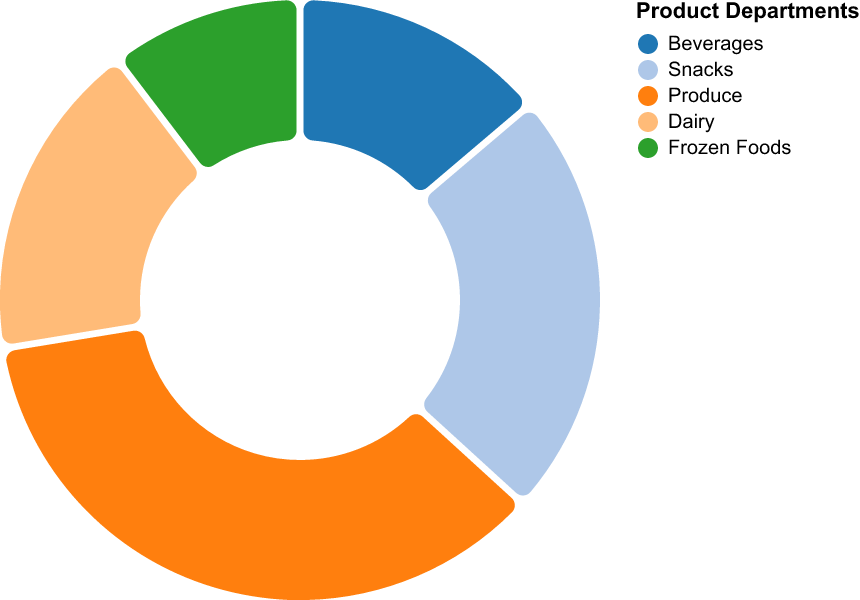 Product Departments
Beverages
Snacks
Produce
Dairy
Frozen Foods